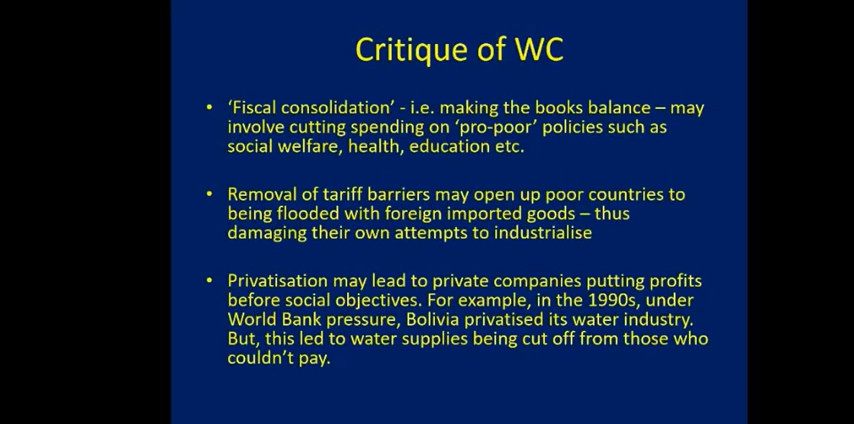 Critique of WC
• ‘Fiscal consolidation’ - i.e. making the books balance – may
involve cutting spending on ‘pro-poor’ policies such as
social welfare, health, education etc.
• Removal of tariff barriers may open up poor countries to
being flooded with foreign imported goods – thus
damaging their own attempts to industrialise
• Privatisation may lead to private companies putting profits
before social objectives. For example, in the 1990s, under
World Bank pressure, Bolivia privatised its water industry.
But, this led to water supplies being cut off from those who
couldn’t pay.